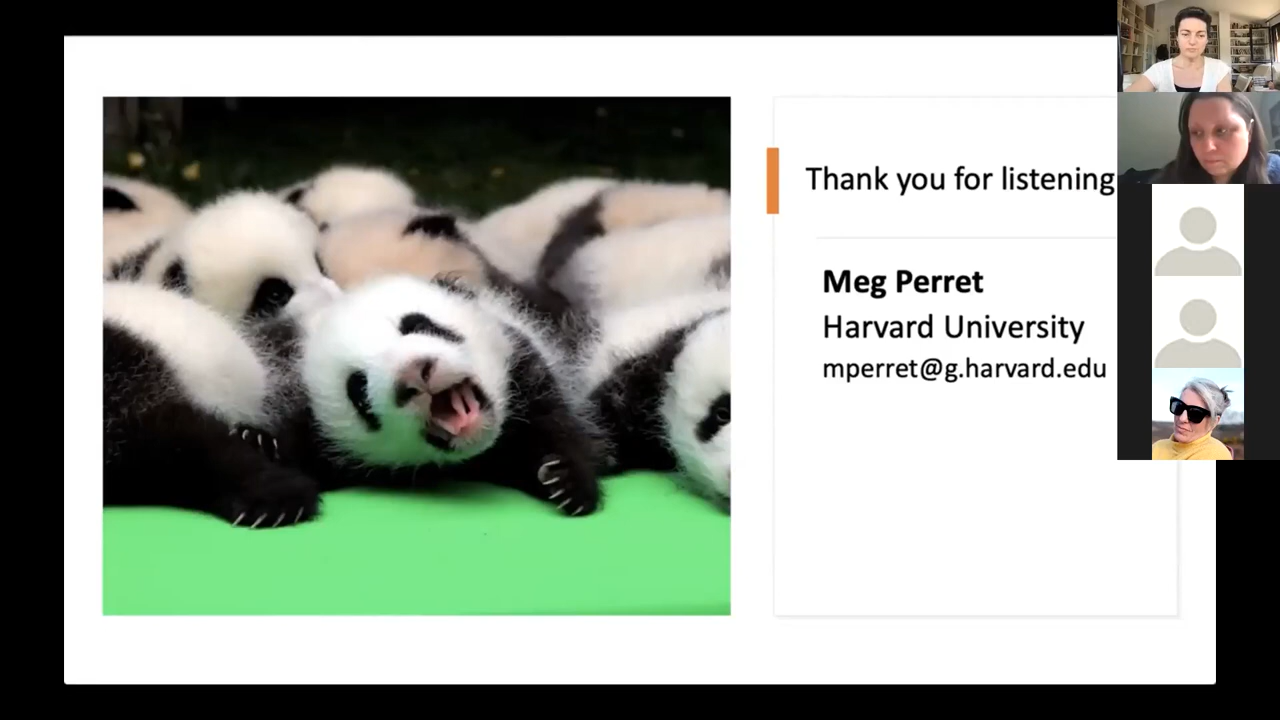 Thank you for listening
Meg Perret
Harvard University
mperret@g.harvard.edu